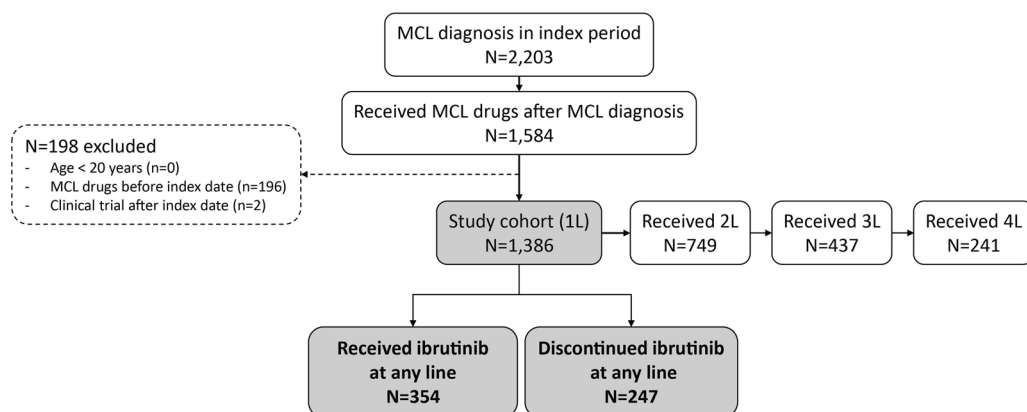 MCL diagnosis in index period
N=2,203
Received MCL drugs after MCL diagnosis
N=1,584
N=198 excluded
- Age < 20 years (n=0)
- MCL drugs before index date (n=196)
- Clinical trial after index date (n=2)
Study cohort (1L)
N=1,386
Received 2L
N=749
Received 3L
N=437
Received 4L
N=241
Received ibrutinib
at any line
N=354
Discontinued ibrutinib
at any line
N=247